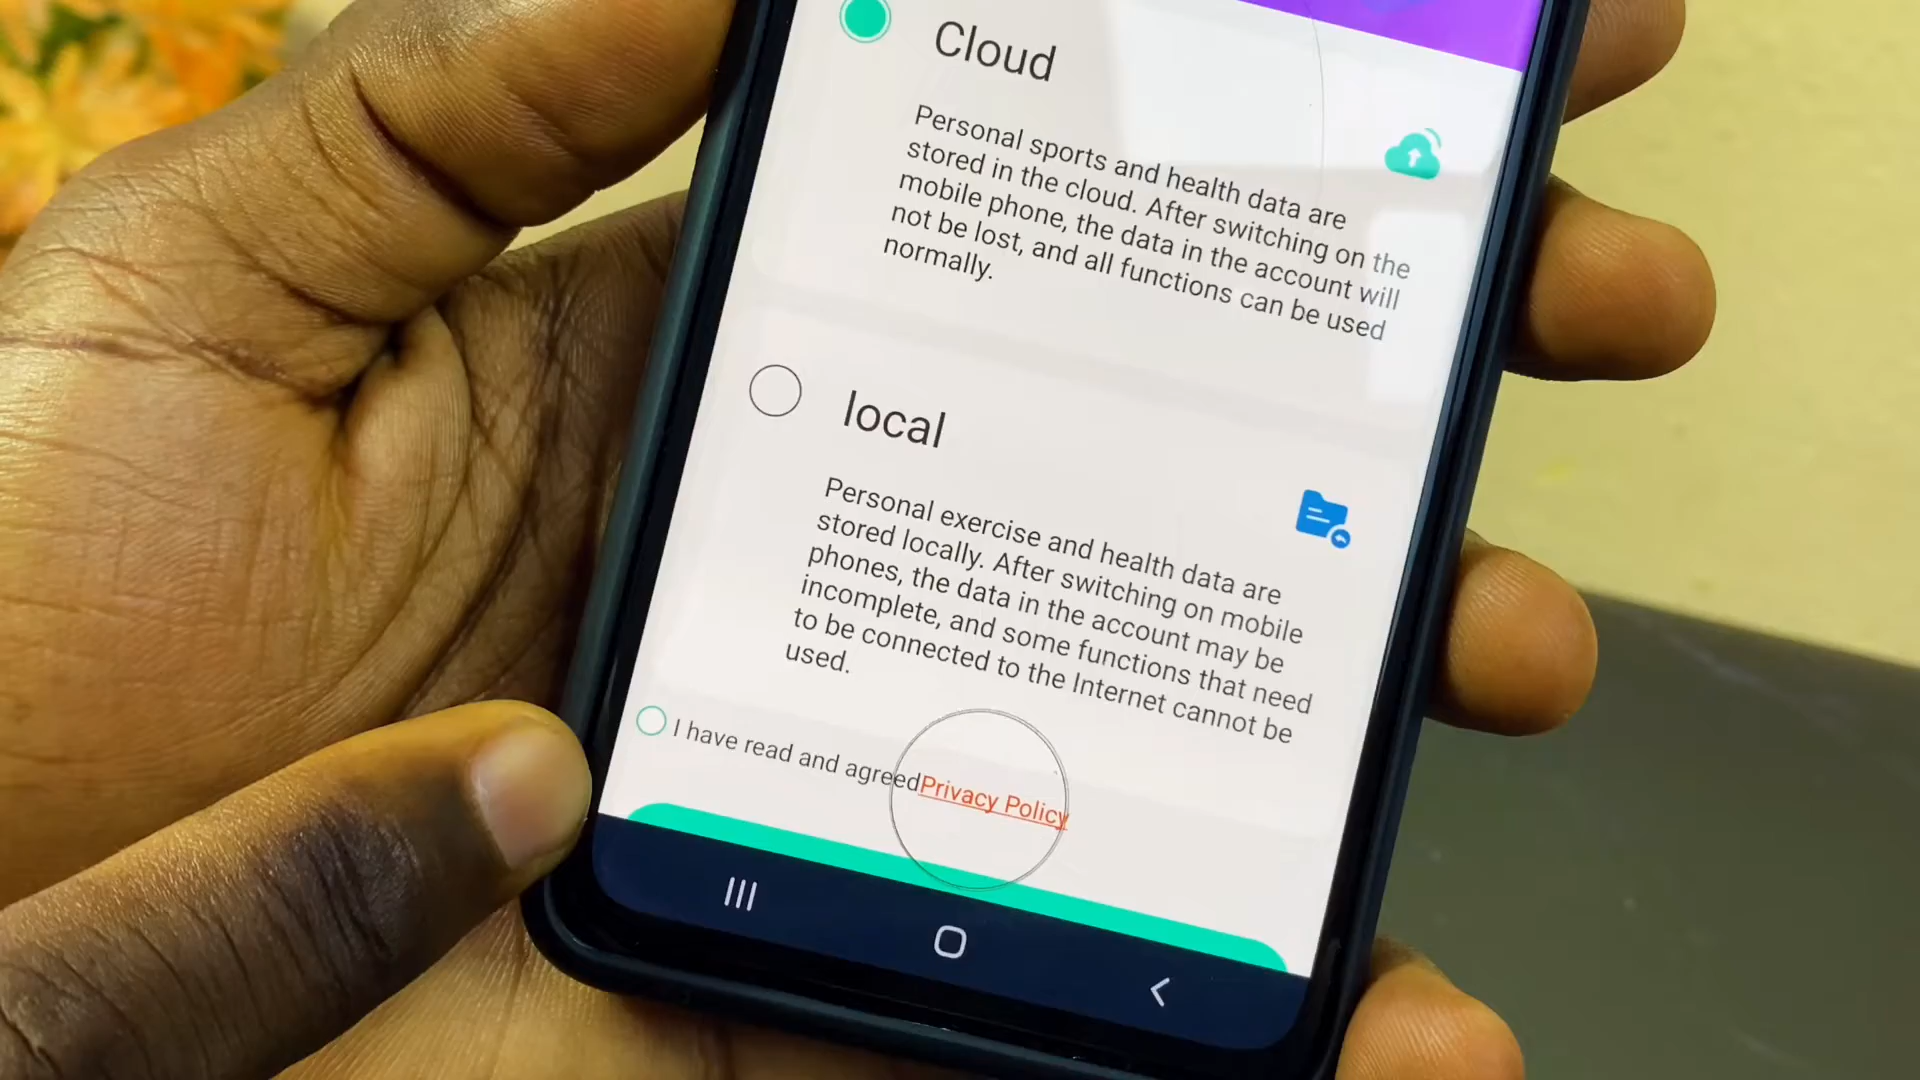 Cloud
Personal sports and health data are
stored in the cloud. After switching on the
mobile phone, the data in the account will
not be lost, and all functions can be used
normally.
local
Personal exercise and health data are
stored locally. After switching on mobile
phones, the data in the account may be
incomplete, and some functions that need
to be connected to the Internet cannot be
used.
I have read and agreedPrivacy Policy